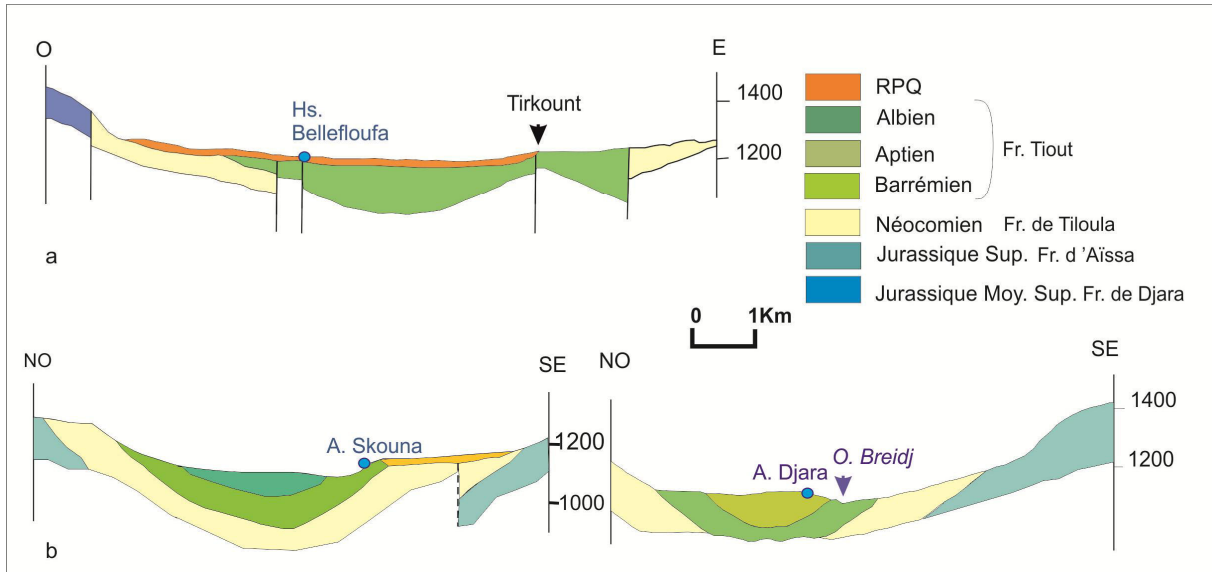 O
E
Hs.
Bellefloufa
Tirkount
1400
1200
a
RPQ
Albien
Aptien
Barrémien
Fr. Tiout
Néocomien Fr. de Tiloula
Jurassique Sup. Fr. d 'Aïssa
Jurassique Moy. Sup. Fr. de Djara
0 1Km
NO
SE
A. Skouna
1200
1000
b
NO
SE
A. Djara
O. Breidj
1400
1200